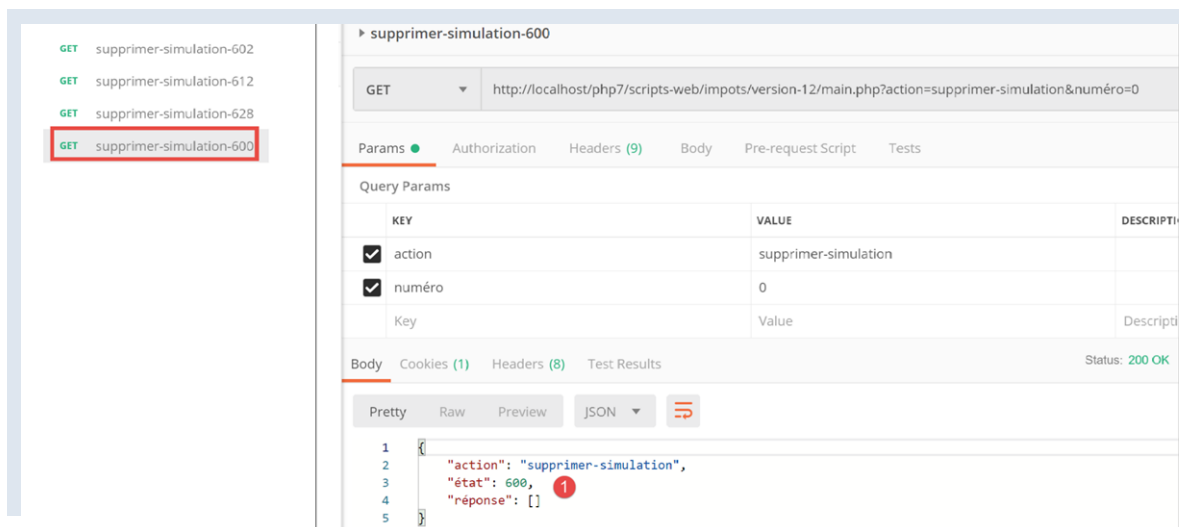 GET supprimer-simulation-602
GET supprimer-simulation-612
GET supprimer-simulation-628
GET supprimer-simulation-600
supprimer-simulation-600
GET http://localhost/php7/scripts-web/impots/version-12/main.php?action=supprimer-simulation&numéro=0
Params Authorization Headers (9) Body Pre-request Script Tests
Query Params
KEY VALUE DESCRIPTI
action supprimer-simulation
numéro 0
Key Value Descripti
Body Cookies (1) Headers (8) Test Results Status: 200 OK
Pretty Raw Preview JSON
1 {
2 "action": "supprimer-simulation",
3 "état": 600, 1
4 "réponse": []
5 }